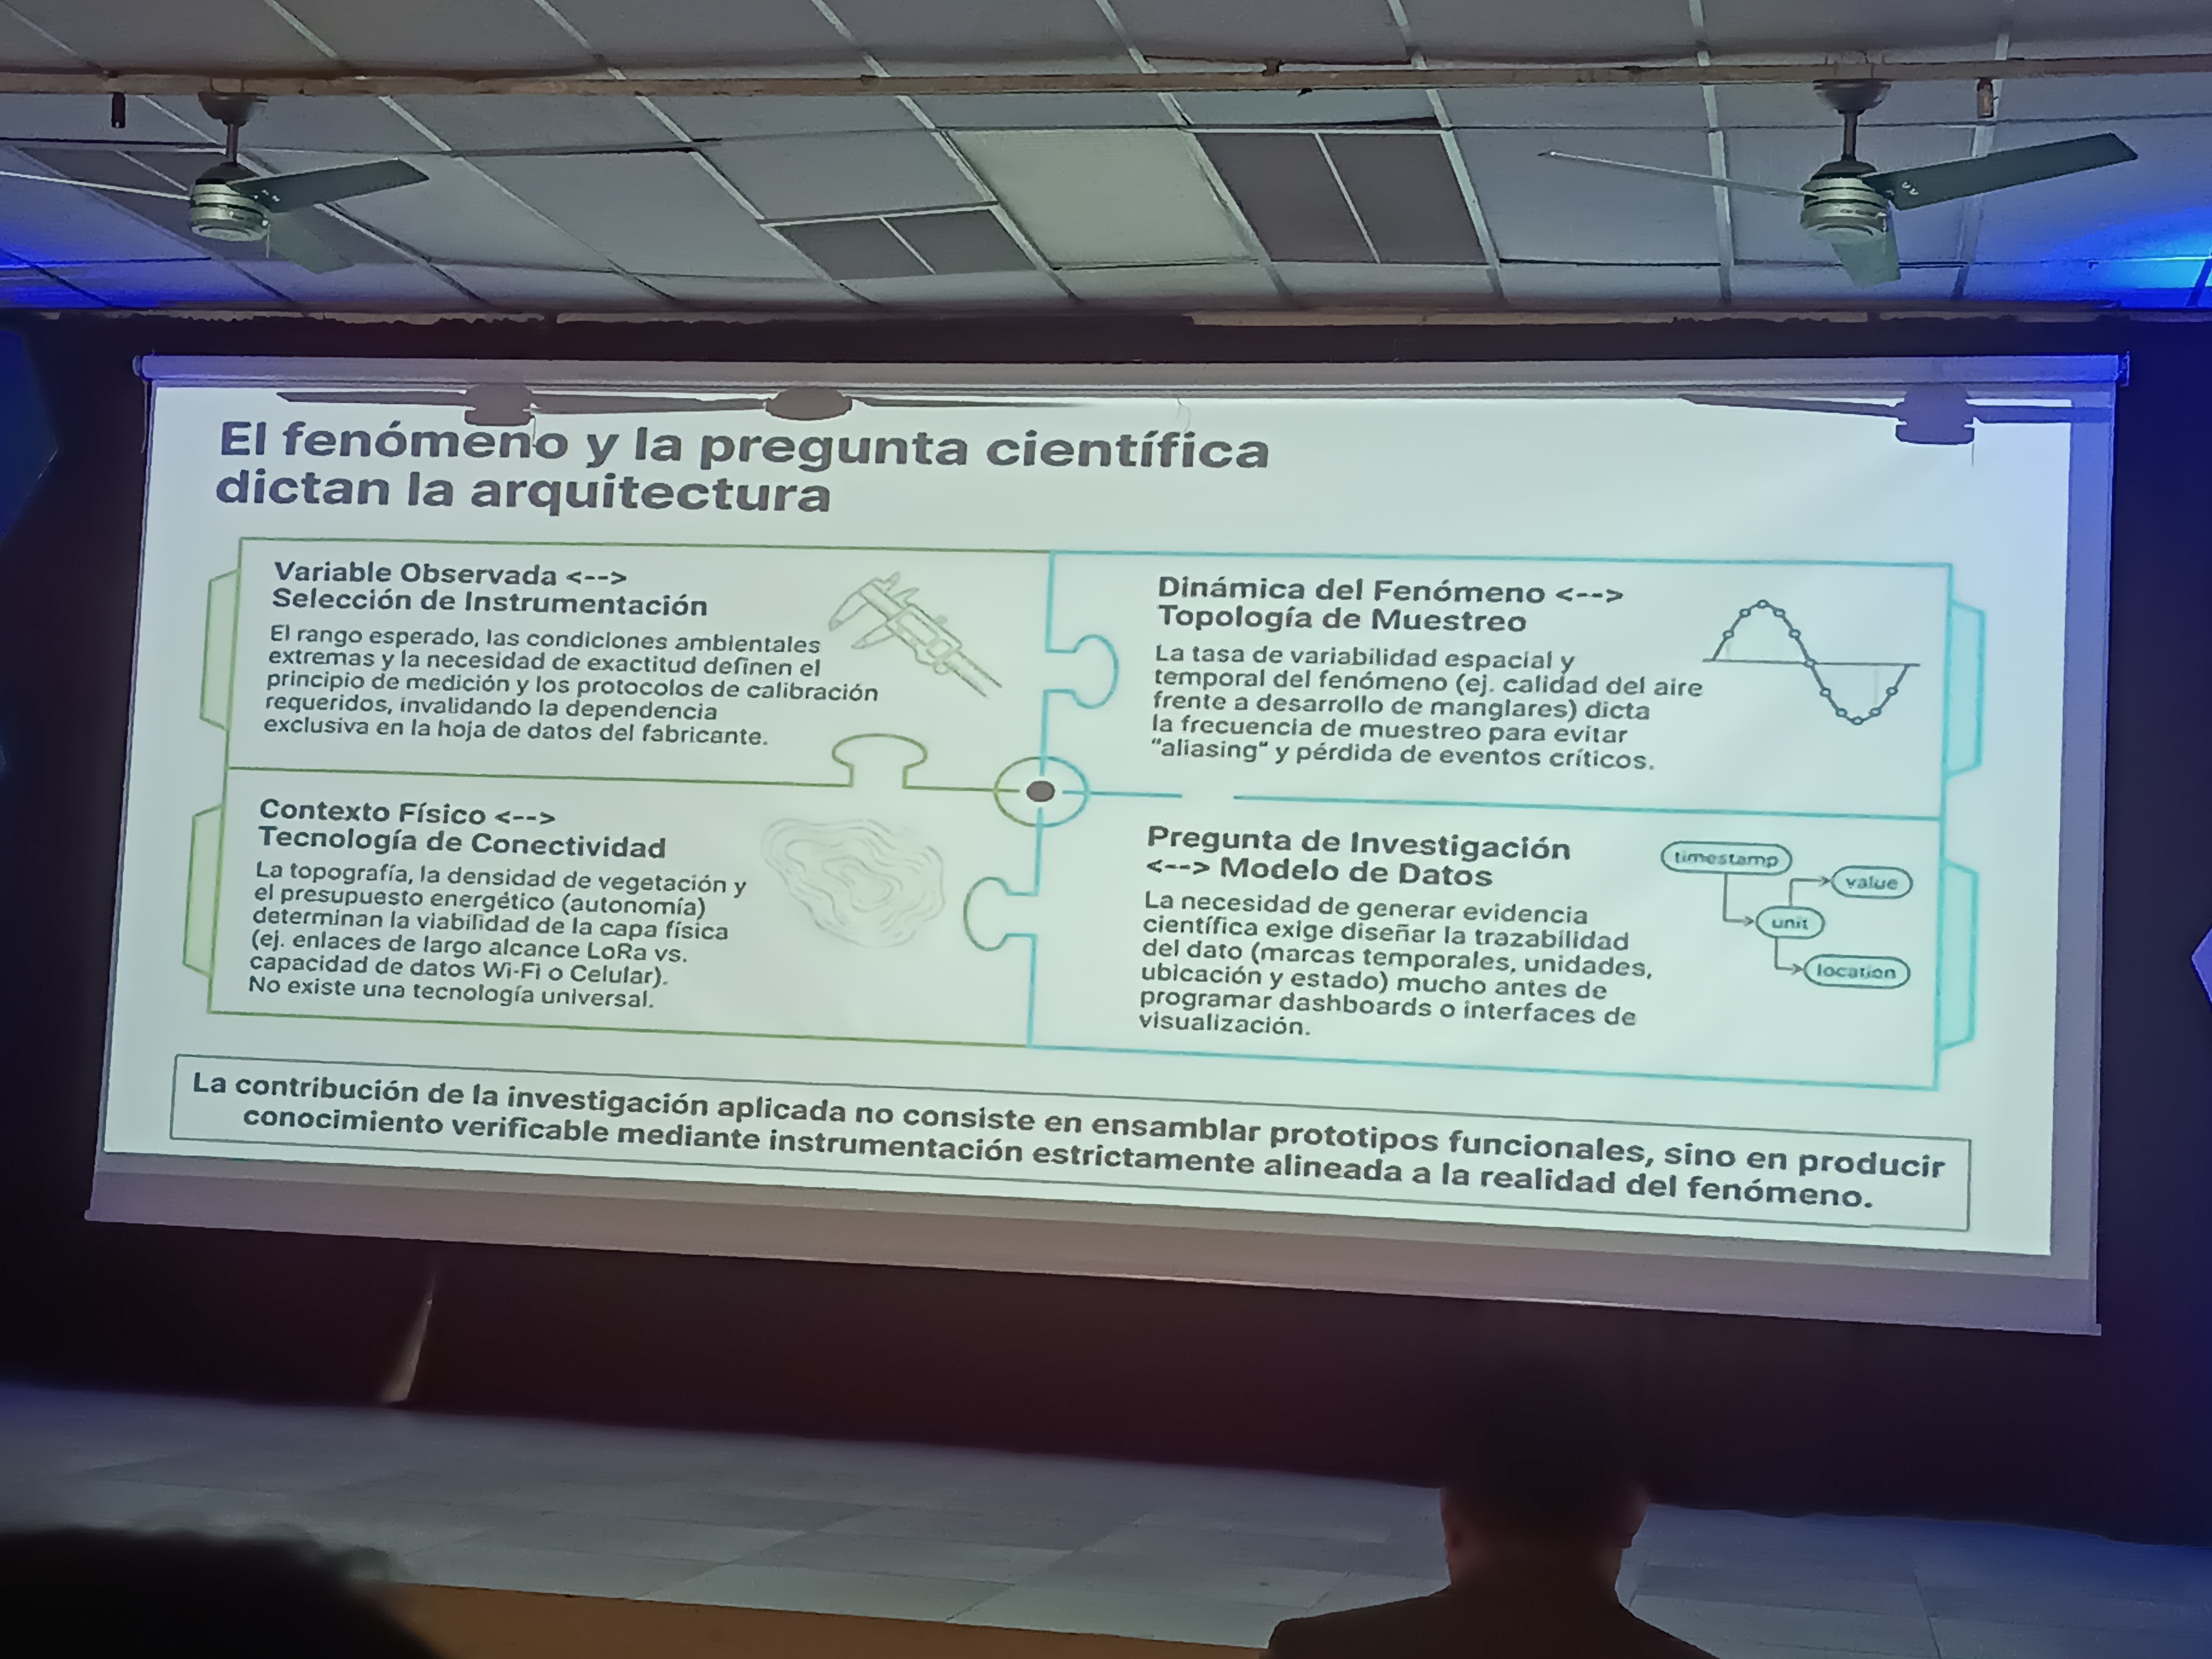 El fenómeno y la pregunta científica
dictan la arquitectura
Variable Observada <-->
Selección de Instrumentación
El rango esperado, las condiciones ambientales
extremas y la necesidad de exactitud definen el
principio de medición y los protocolos de calibración
requeridos, invalidando la dependencia
exclusiva en la hoja de datos del fabricante.
Dinámica del Fenómeno <-->
Topología de Muestreo
La tasa de variabilidad espacial y
temporal del fenómeno (ej. calidad del aire
frente a desarrollo de manglares) dicta
la frecuencia de muestreo para evitar
“aliasing“ y pérdida de eventos críticos.
Contexto Físico <-->
Tecnología de Conectividad
La topografía, la densidad de vegetación y
el presupuesto energético (autonomía)
determinan la viabilidad de la capa física
(ej. enlaces de largo alcance LoRa vs.
capacidad de datos Wi-Fi o Celular).
No existe una tecnología universal.
Pregunta de Investigación
<--> Modelo de Datos
La necesidad de generar evidencia
científica exige diseñar la trazabilidad
del dato (marcas temporales, unidades,
ubicación y estado) mucho antes de
programar dashboards o interfaces de
visualización.
timestamp
value
unit
location
La contribución de la investigación aplicada no consiste en ensamblar prototipos funcionales, sino en producir
conocimiento verificable mediante instrumentación estrictamente alineada a la realidad del fenómeno.